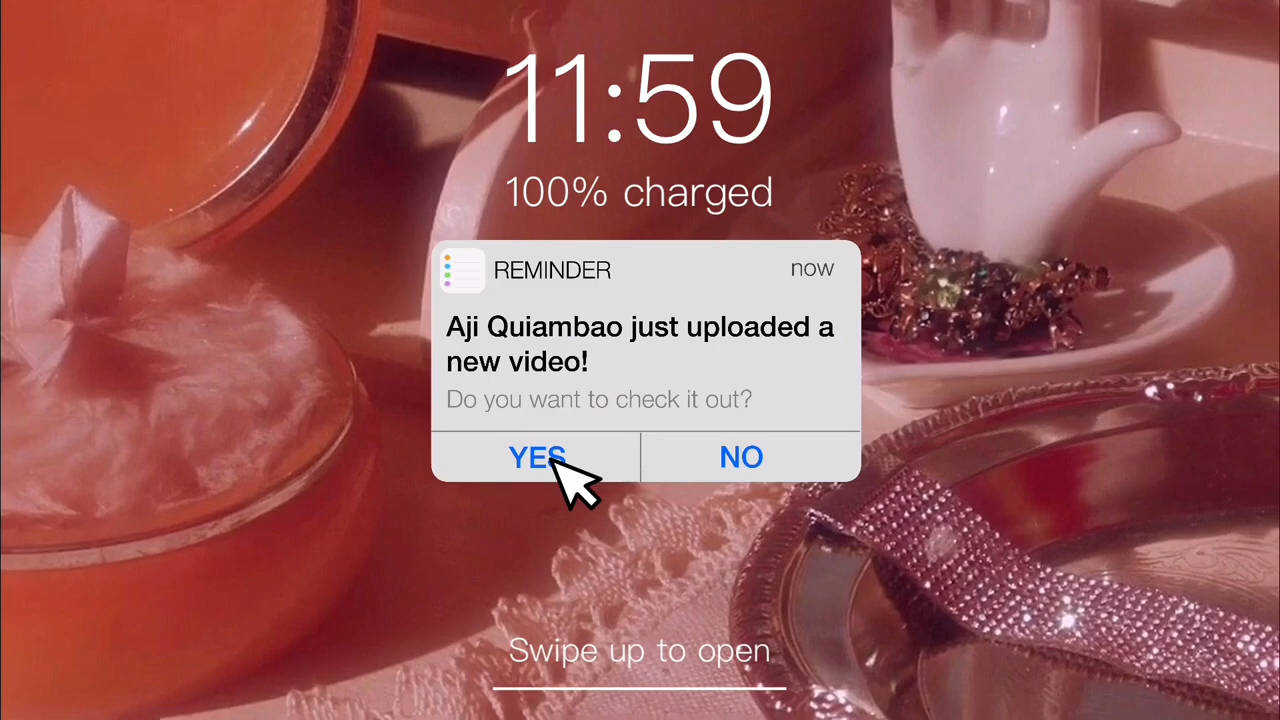 11:59
100% charged
REMINDER
now
Aji Quiambao just uploaded a
new video!
Do you want to check it out?
YES
NO
Swipe up to open